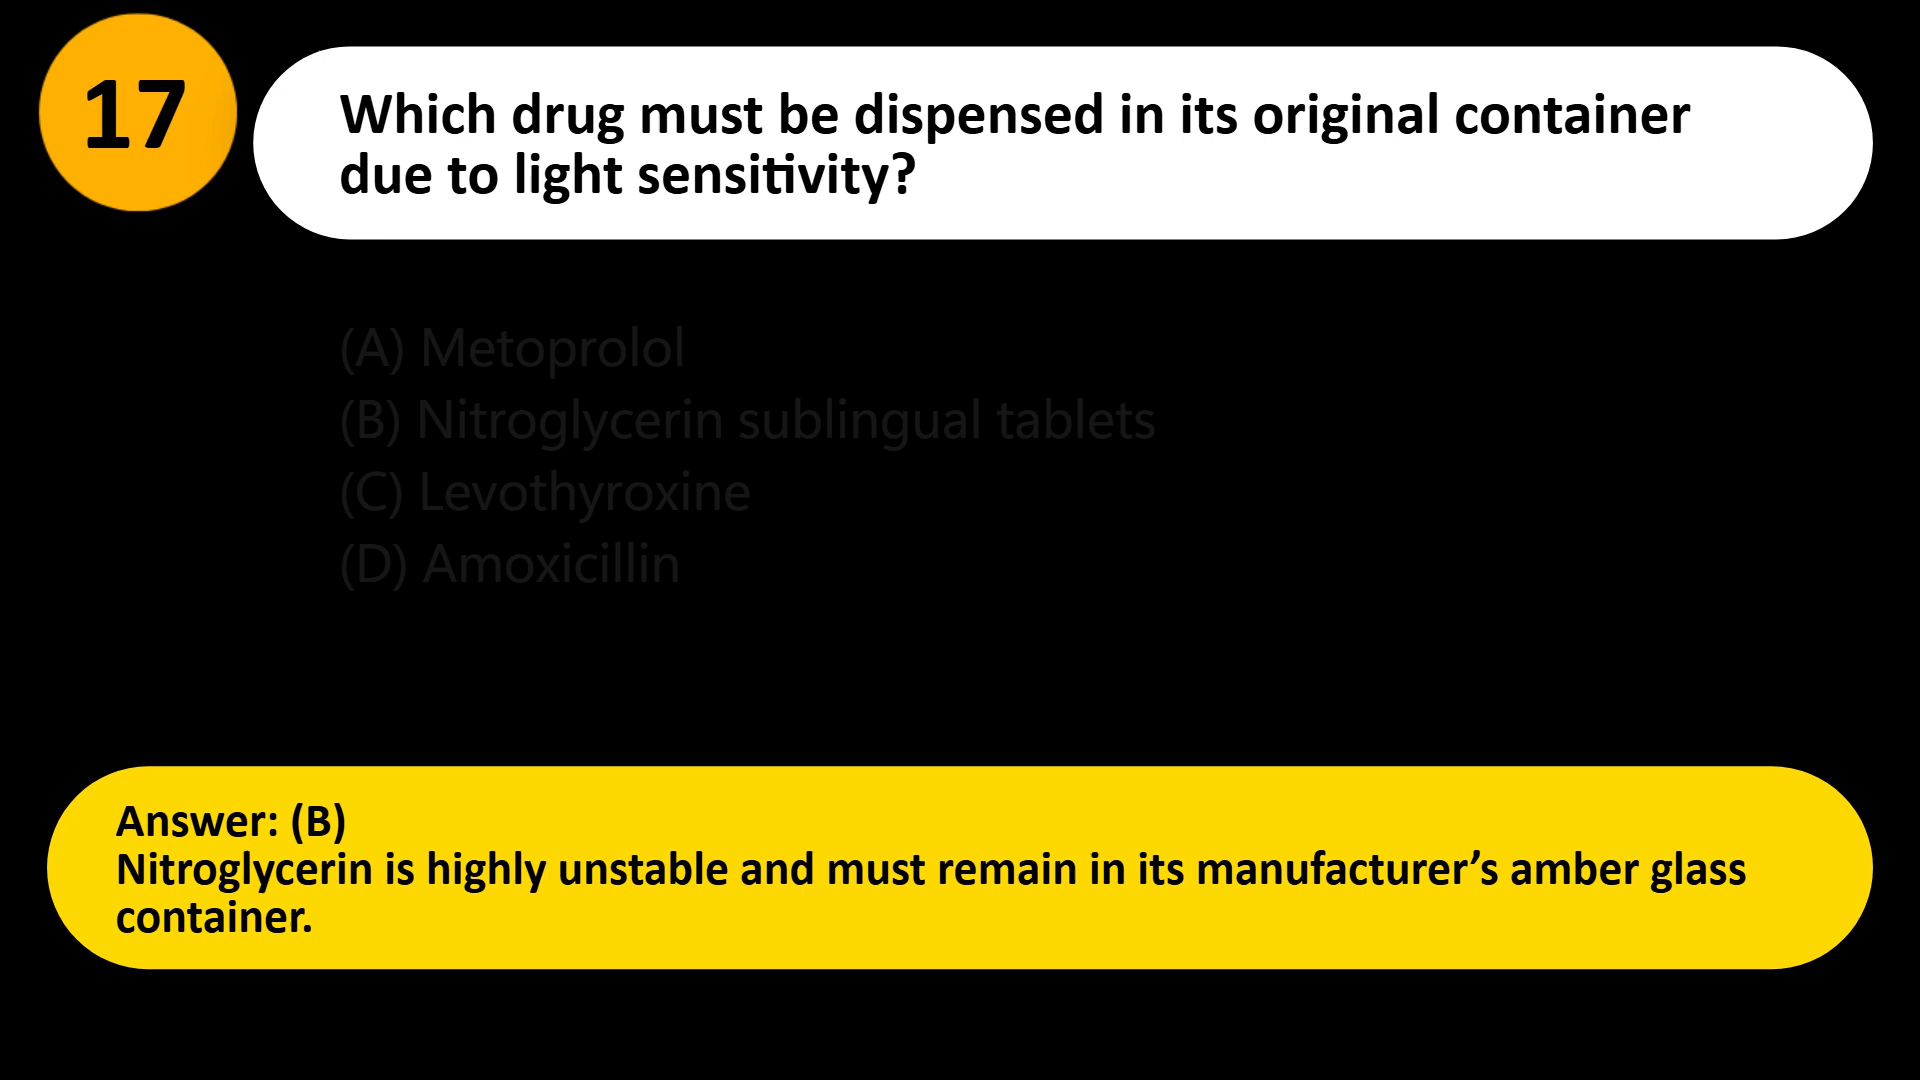 17
Which drug must be dispensed in its original container
due to light sensitivity?
(A) Metoprolol
(B) Nitroglycerin sublingual tablets
(C) Levothyroxine
(D) Amoxicillin
Answer: (B)
Nitroglycerin is highly unstable and must remain in its manufacturer’s amber glass
container.